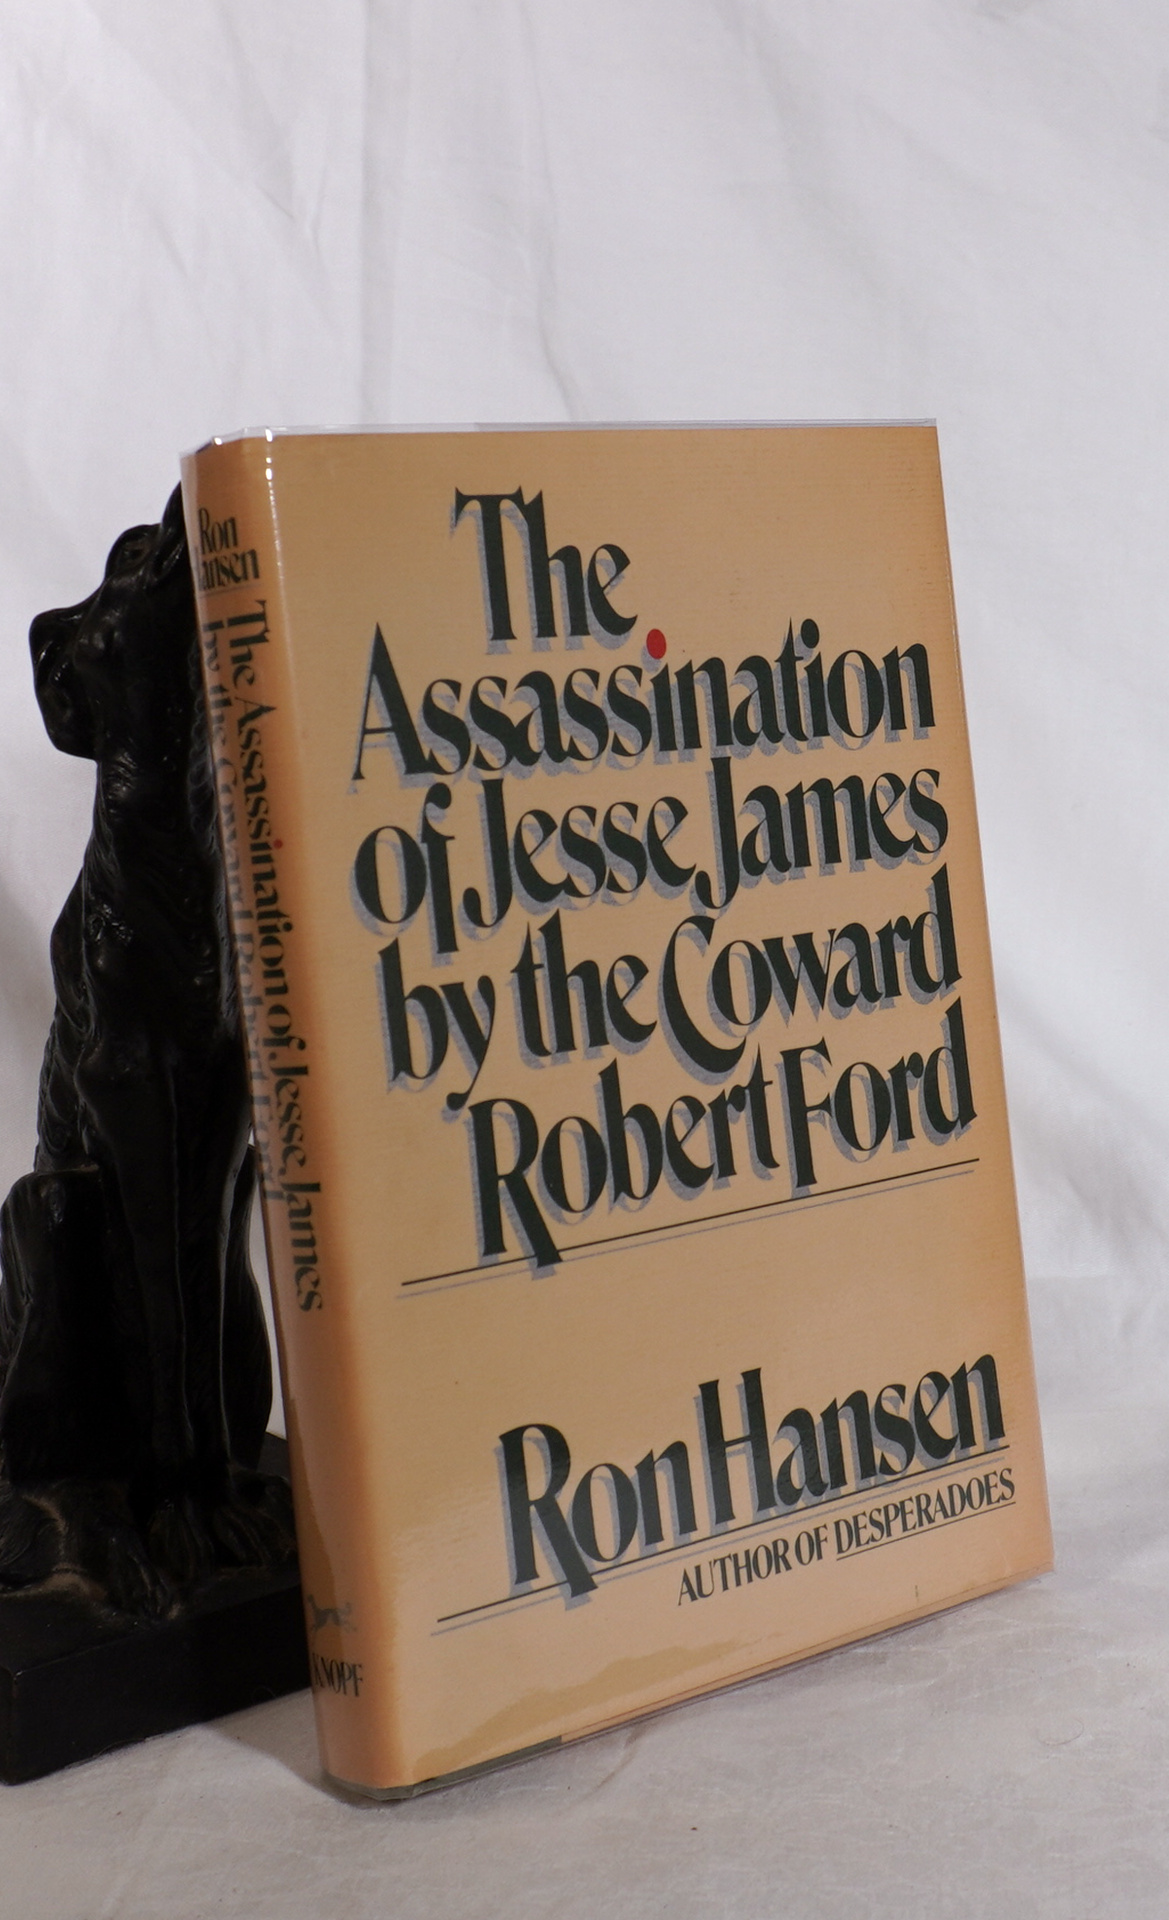 The
Assassination
of Jesse James
by the Coward
Robert Ford
Ron Hansen
AUTHOR OF DESPERADOES
Ron
Hansen
The Assassination of Jesse James
by the Coward Robert Ford
KNOPF